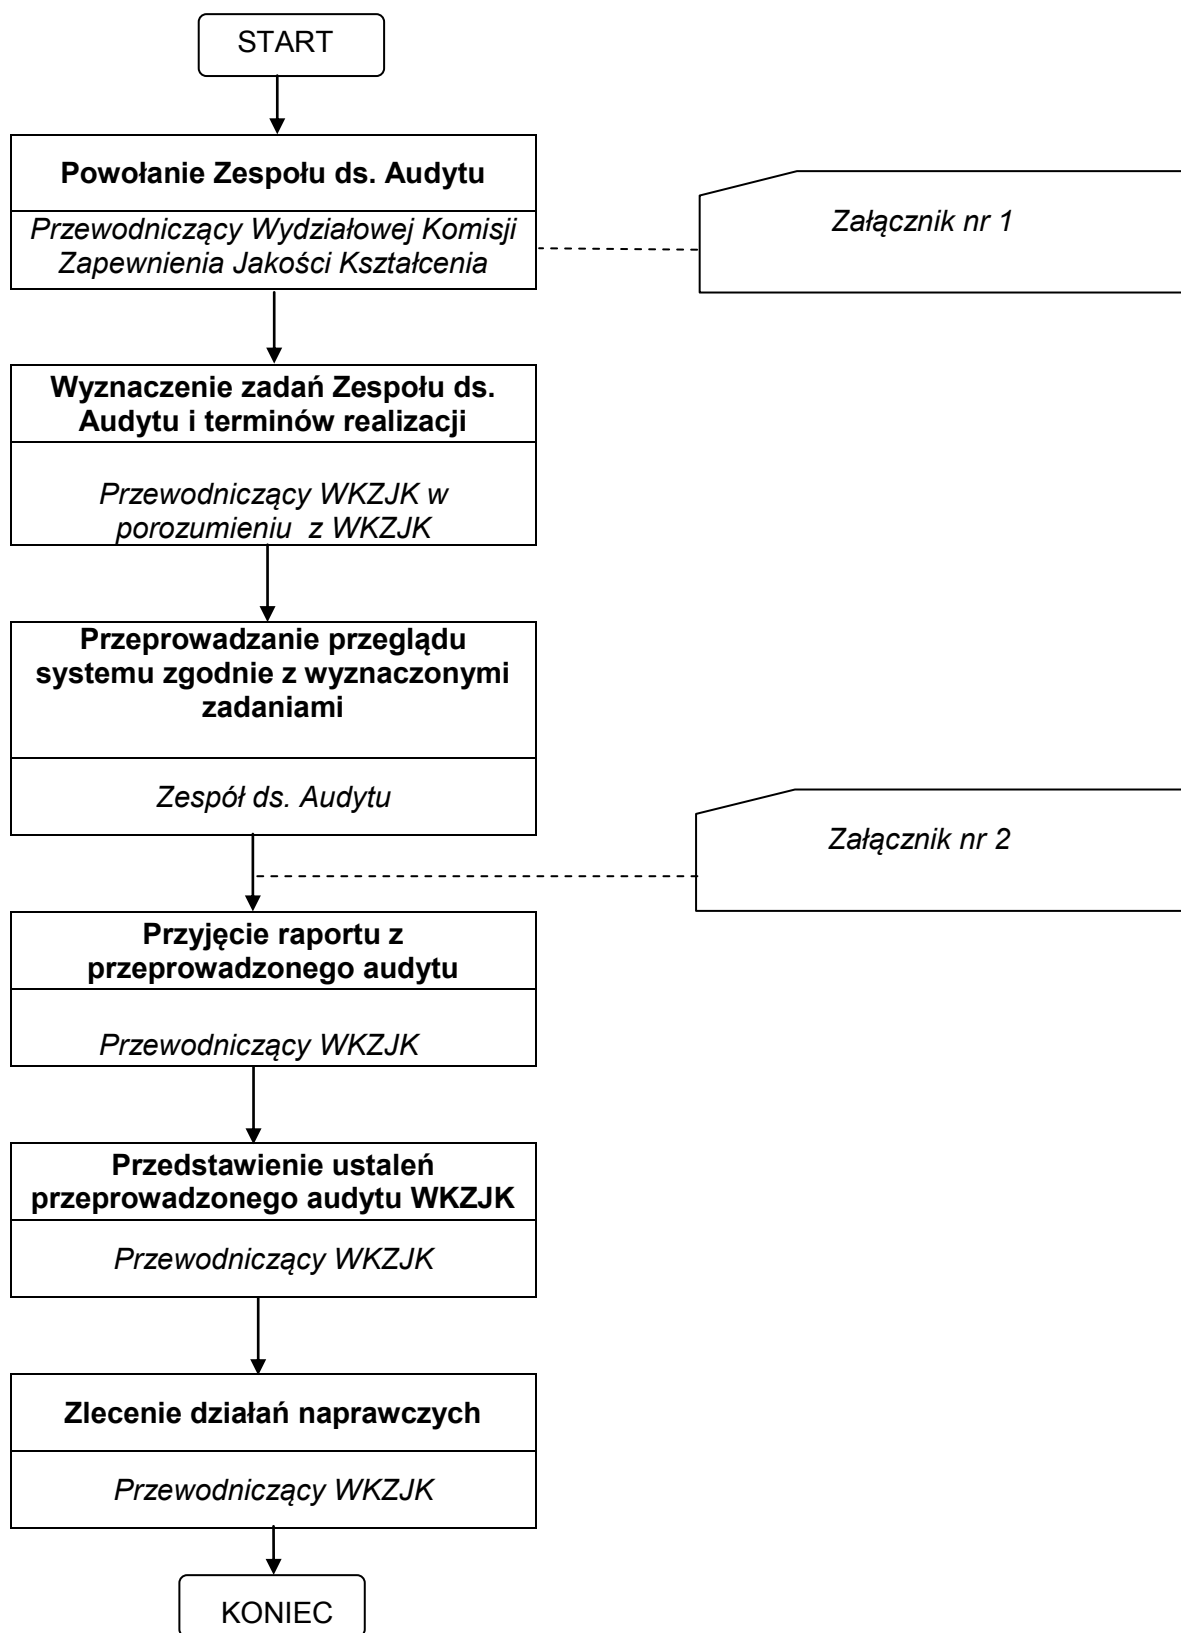 START
Powołanie Zespołu ds. Audytu
Przewodniczący Wydziałowej Komisji
Zapewnienia Jakości Kształcenia
Załącznik nr 1
Wyznaczenie zadań Zespołu ds.
Audytu i terminów realizacji
Przewodniczący WKZJK w
porozumieniu z WKZJK
Przeprowadzanie przeglądu
systemu zgodnie z wyznaczonymi
zadaniami
Zespół ds. Audytu
Załącznik nr 2
Przyjęcie raportu z
przeprowadzonego audytu
Przewodniczący WKZJK
Przedstawienie ustaleń
przeprowadzonego audytu WKZJK
Przewodniczący WKZJK
Zlecenie działań naprawczych
Przewodniczący WKZJK
KONIEC